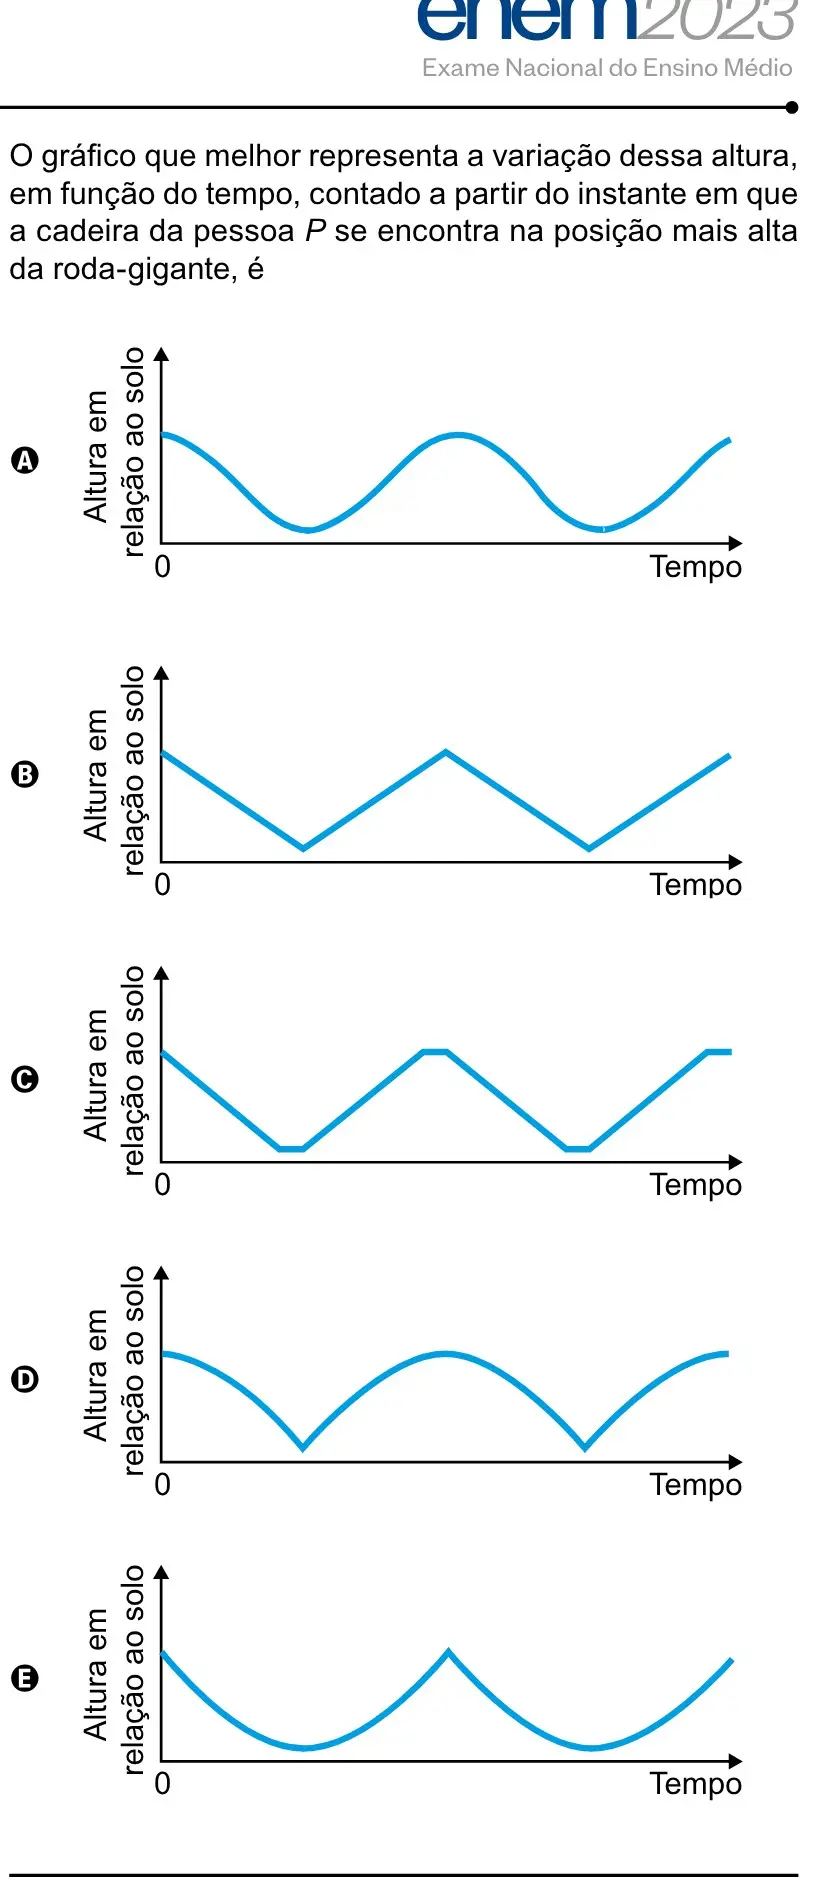 enem2023
Exame Nacional do Ensino Médio
O gráfico que melhor representa a variação dessa altura,
em função do tempo, contado a partir do instante em que
a cadeira da pessoa P se encontra na posição mais alta
da roda-gigante, é
A
Altura em
relação ao solo
0
Tempo
B
Altura em
relação ao solo
0
Tempo
C
Altura em
relação ao solo
0
Tempo
D
Altura em
relação ao solo
0
Tempo
E
Altura em
relação ao solo
0
Tempo